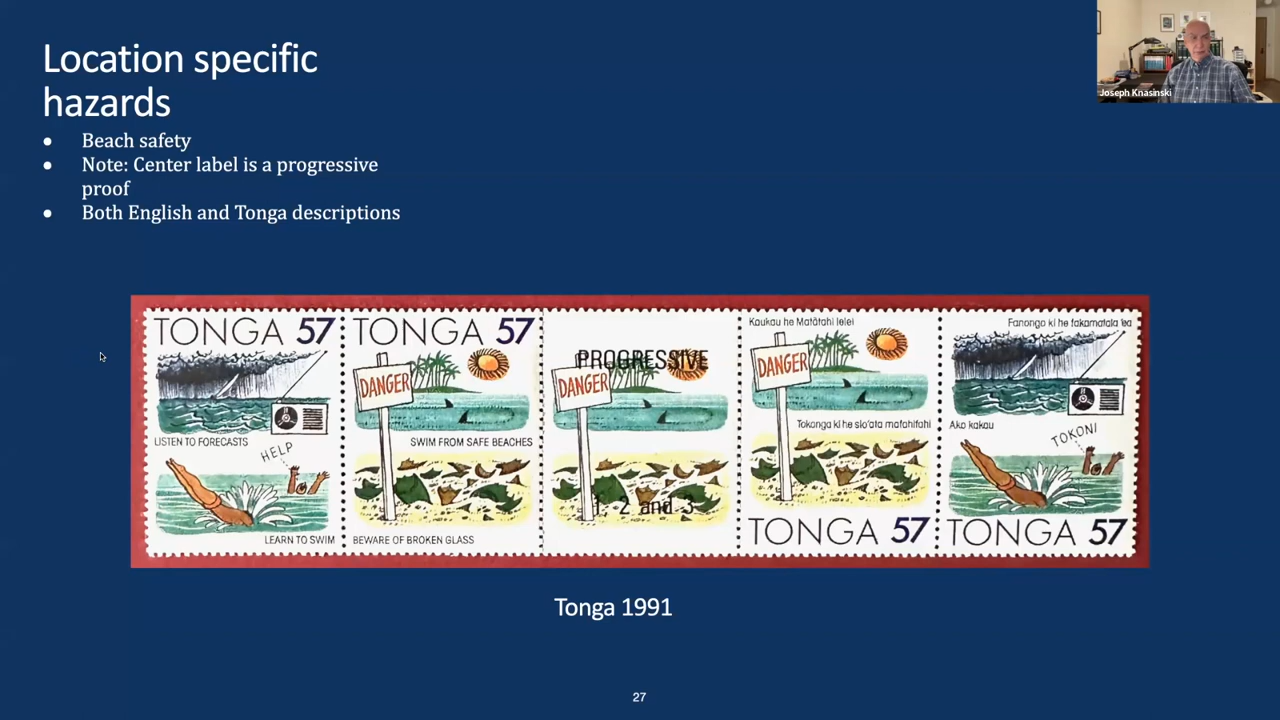 Location specific
hazards
Joseph Knasinski
● Beach safety
● Note: Center label is a progressive
proof
● Both English and Tonga descriptions
TONGA 57
LISTEN TO FORECASTS
HELP
LEARN TO SWIM
TONGA 57
DANGER
SWIM FROM SAFE BEACHES
BEWARE OF BROKEN GLASS
PROGRESSIVE
DANGER
1, 2 and 3
Kaukau he Matātahi lelei
DANGER
Tokanga ki he sio'ata mafahifahi
TONGA 57
Fanongo ki he fakamatala 'ea
Ako kakau
TOKONI
TONGA 57
Tonga 1991
27